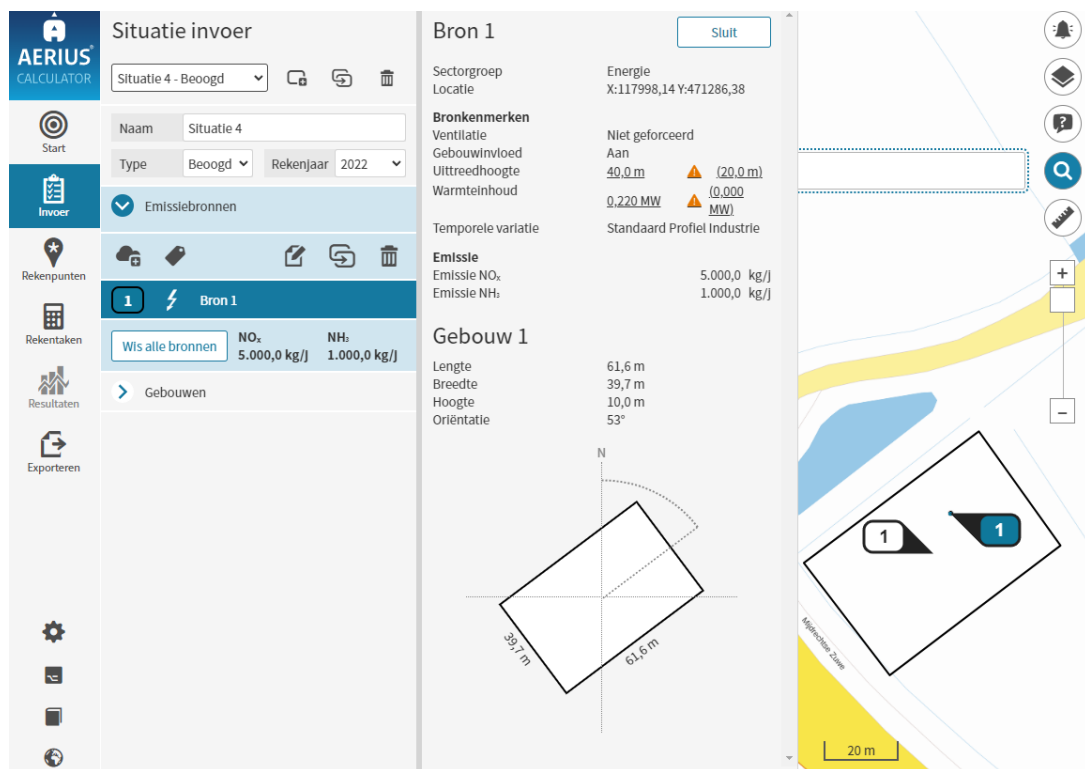 AERIUS®
CALCULATOR
Start
Invoer
Rekenpunten
Rekentaken
Resultaten
Exporteren
Situatie invoer
Situatie 4 - Beoogd
Naam Situatie 4
Type Beoogd Rekenjaar 2022
Emissiebronnen
1 Bron 1
Wis alle bronnen
NOₓ NH₃
5.000,0 kg/j 1.000,0 kg/j
Gebouwen
Bron 1 Sluit
Sectorgroep Energie
Locatie X:117998,14 Y:471286,38
Bronkenmerken
Ventilatie Niet geforceerd
Gebouwinvloed Aan
Uittreedhoogte 40,0 m (20,0 m)
Warmteinhoud 0,220 MW (0,000
MW)
Temporele variatie Standaard Profiel Industrie
Emissie
Emissie NOₓ 5.000,0 kg/j
Emissie NH₃ 1.000,0 kg/j
Gebouw 1
Lengte 61,6 m
Breedte 39,7 m
Hoogte 10,0 m
Oriëntatie 53°
N
39,7 m
61,6 m
+
−
1
1
Mijdrechtse Zuwe
20 m